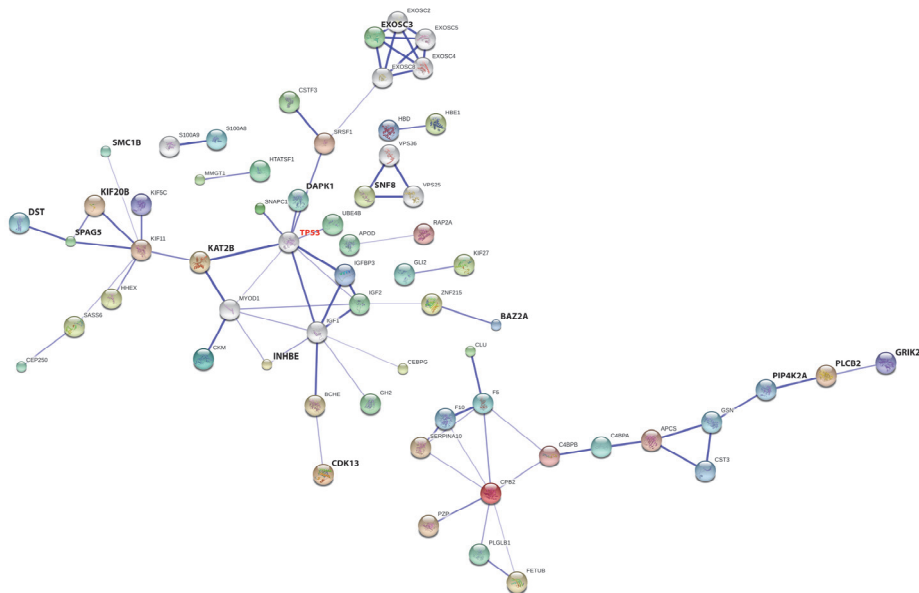 EXOSC2
EXOSC3
EXOSC5
EXOSC4
CSTF3
HBD
HBE1
SRSF1
S100A9
S100A8
SMC1B
VPS36
HTATSF1
MMGT1
DAPK1
SNF8
VPS25
KIF20B
KIF5C
SNAPC1
DST
UBE4B
RAP2A
SPAG5
TP53
APOD
KIF11
KAT2B
KIF27
IGFBP3
GLI2
HHEX
MYOD1
IGF2
ZNF215
SASS6
BAZ2A
CKM
INHBE
CEBPG
CLU
CEP250
GRIK2
PLCB2
PIP4K2A
BCHE
GH2
F10
GSN
SERPINA10
C4BPB
C4BPA
APCS
CDK13
CST3
CPB2
PZP
PLGLB1
FETUB